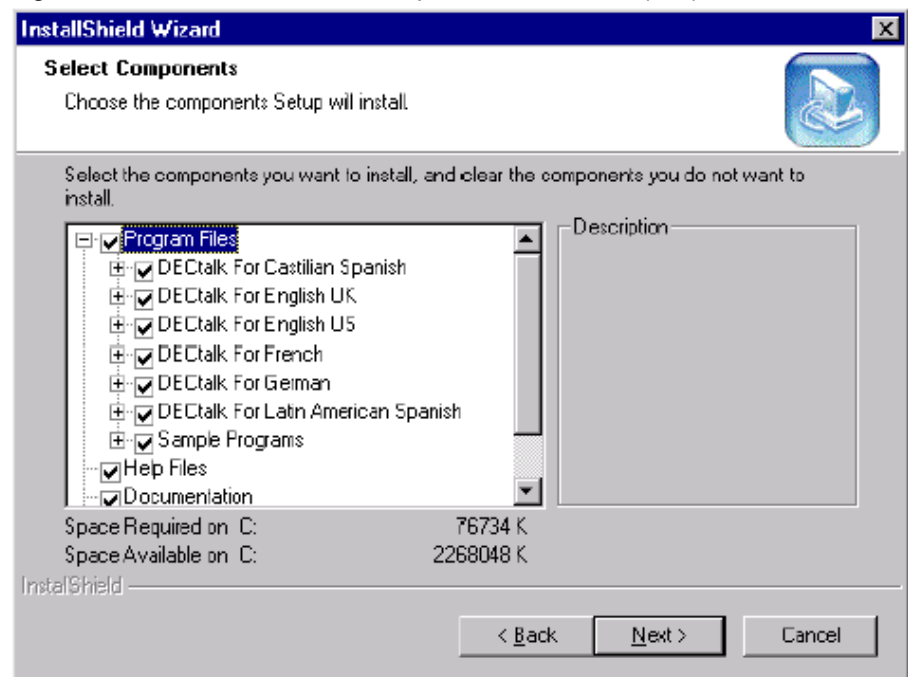 InstallShield Wizard
Select Components
Choose the components Setup will install.
Select the components you want to install, and clear the components you do not want to
install.
Program Files
DECtalk For Castilian Spanish
DECtalk For English UK
DECtalk For English US
DECtalk For French
DECtalk For German
DECtalk For Latin American Spanish
Sample Programs
Help Files
Documentation
Description
Space Required on C: 76734 K
Space Available on C: 2268048 K
InstallShield
< Back Next > Cancel